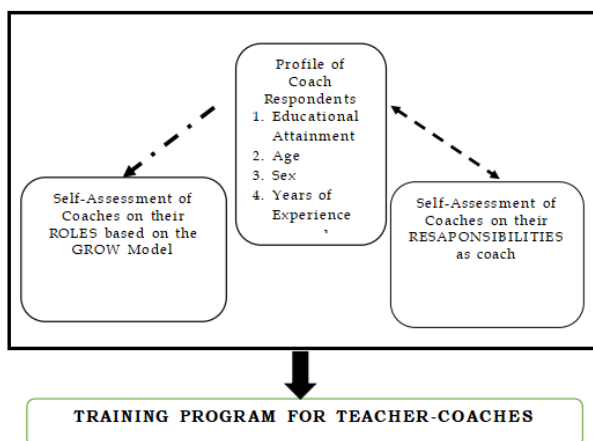 Profile of
Coach
Respondents
1. Educational
Attainment
2. Age
3. Sex
4. Years of
Experience
Self-Assessment of
Coaches on their
ROLES based on the
GROW Model
Self-Assessment of
Coaches on their
RESAPONSIBILITIES
as coach
TRAINING PROGRAM FOR TEACHER-COACHES